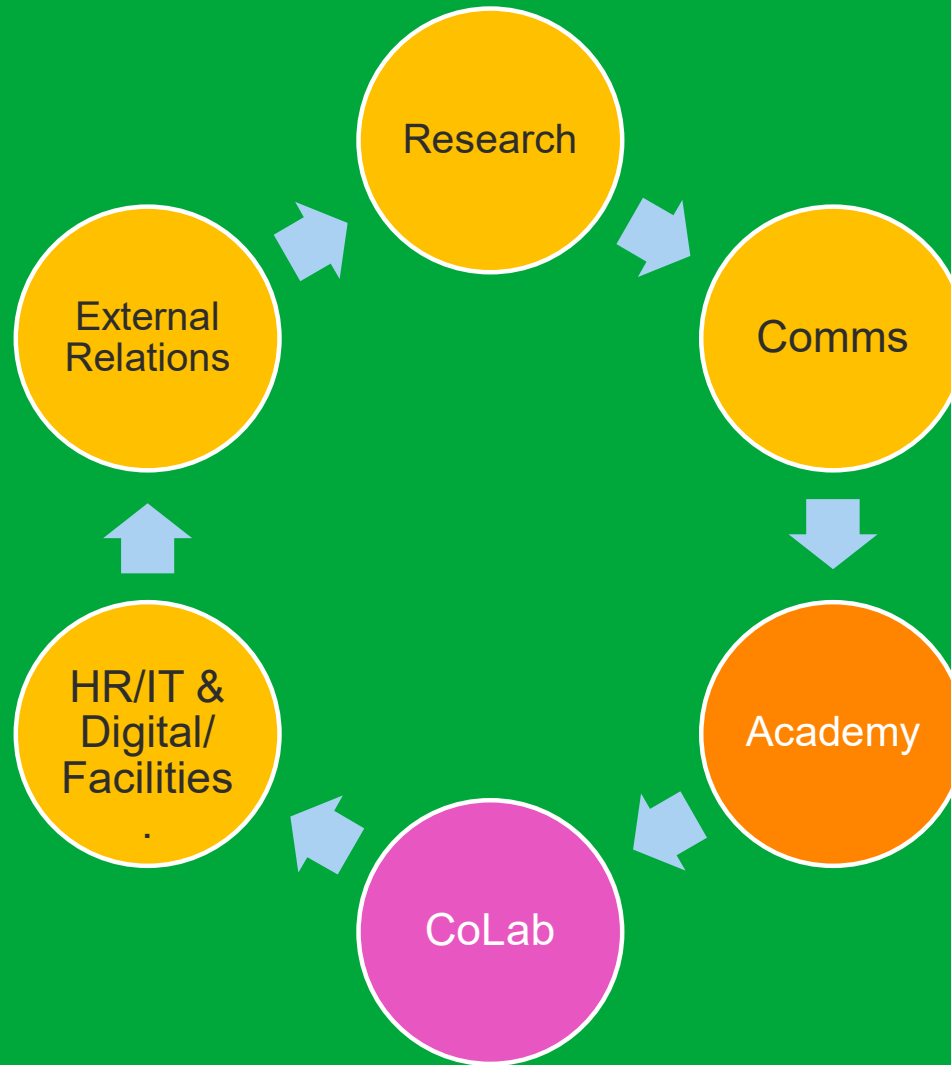 Research
Comms
Academy
CoLab
HR/IT &
Digital/
Facilities
.
External
Relations